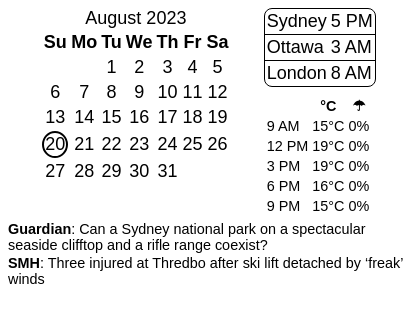 August 2023
Su Mo Tu We Th Fr Sa
1 2 3 4 5
6 7 8 9 10 11 12
13 14 15 16 17 18 19
20 21 22 23 24 25 26
27 28 29 30 31
Sydney 5 PM
Ottawa 3 AM
London 8 AM
°C ☂
9 AM 15°C 0%
12 PM 19°C 0%
3 PM 19°C 0%
6 PM 16°C 0%
9 PM 15°C 0%
Guardian: Can a Sydney national park on a spectacular
seaside clifftop and a rifle range coexist?
SMH: Three injured at Thredbo after ski lift detached by ‘freak’
winds